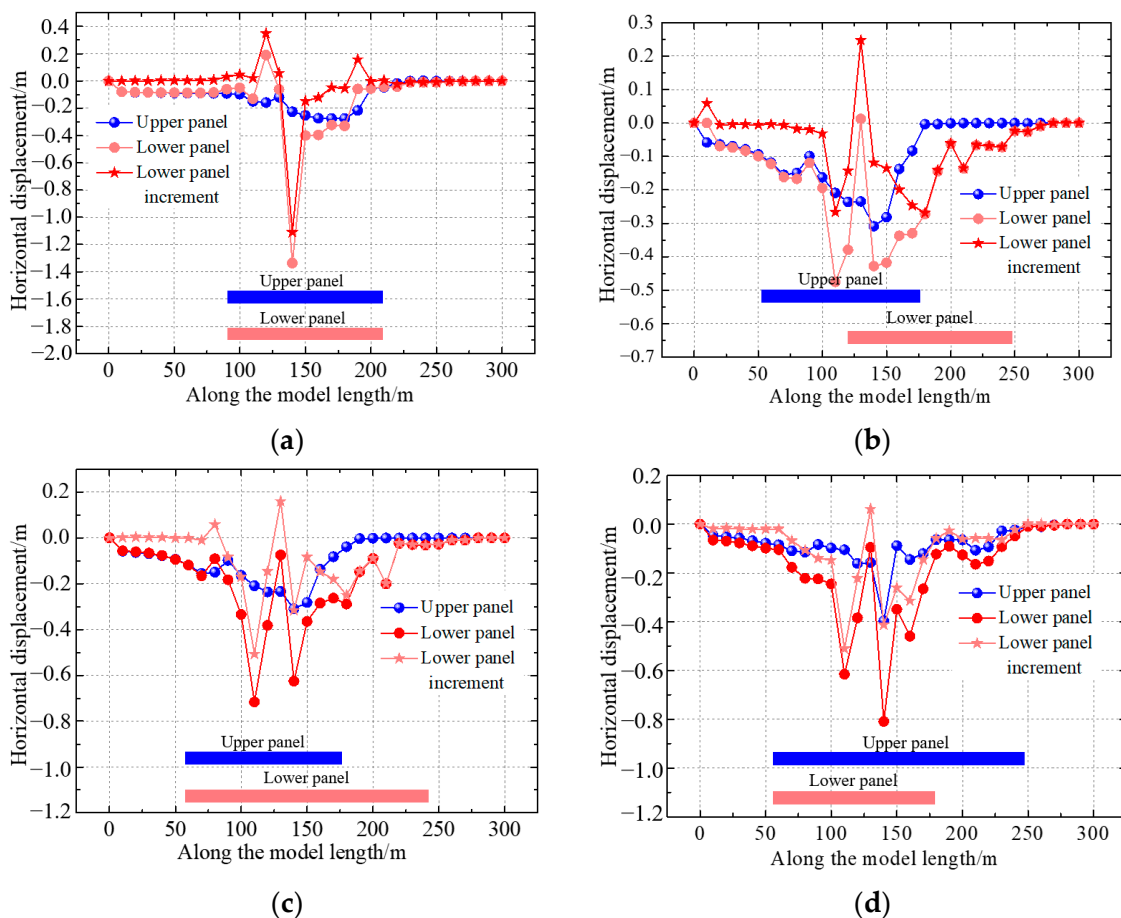 0.4
0.2
0.0
−0.2
−0.4
−0.6
−0.8
−1.0
−1.2
−1.4
−1.6
−1.8
−2.0
Horizontal displacement/m
Upper panel
Lower panel
Lower panel
increment
Upper panel
Lower panel
0 50 100 150 200 250 300
Along the model length/m
(a)
0.3
0.2
0.1
0.0
−0.1
−0.2
−0.3
−0.4
−0.5
−0.6
−0.7
Horizontal displacement/m
Upper panel
Lower panel
Lower panel
increment
Upper panel
Lower panel
0 50 100 150 200 250 300
Along the model length/m
(b)
0.2
0.0
−0.2
−0.4
−0.6
−0.8
−1.0
−1.2
Horizontal displacement/m
Upper panel
Lower panel
Lower panel
increment
Upper panel
Lower panel
0 50 100 150 200 250 300
Along the model length/m
(c)
0.2
0.0
−0.2
−0.4
−0.6
−0.8
−1.0
−1.2
Horizontal displacement/m
Upper panel
Lower panel
Lower panel
increment
Upper panel
Lower panel
0 50 100 150 200 250 300
Along the model length/m
(d)